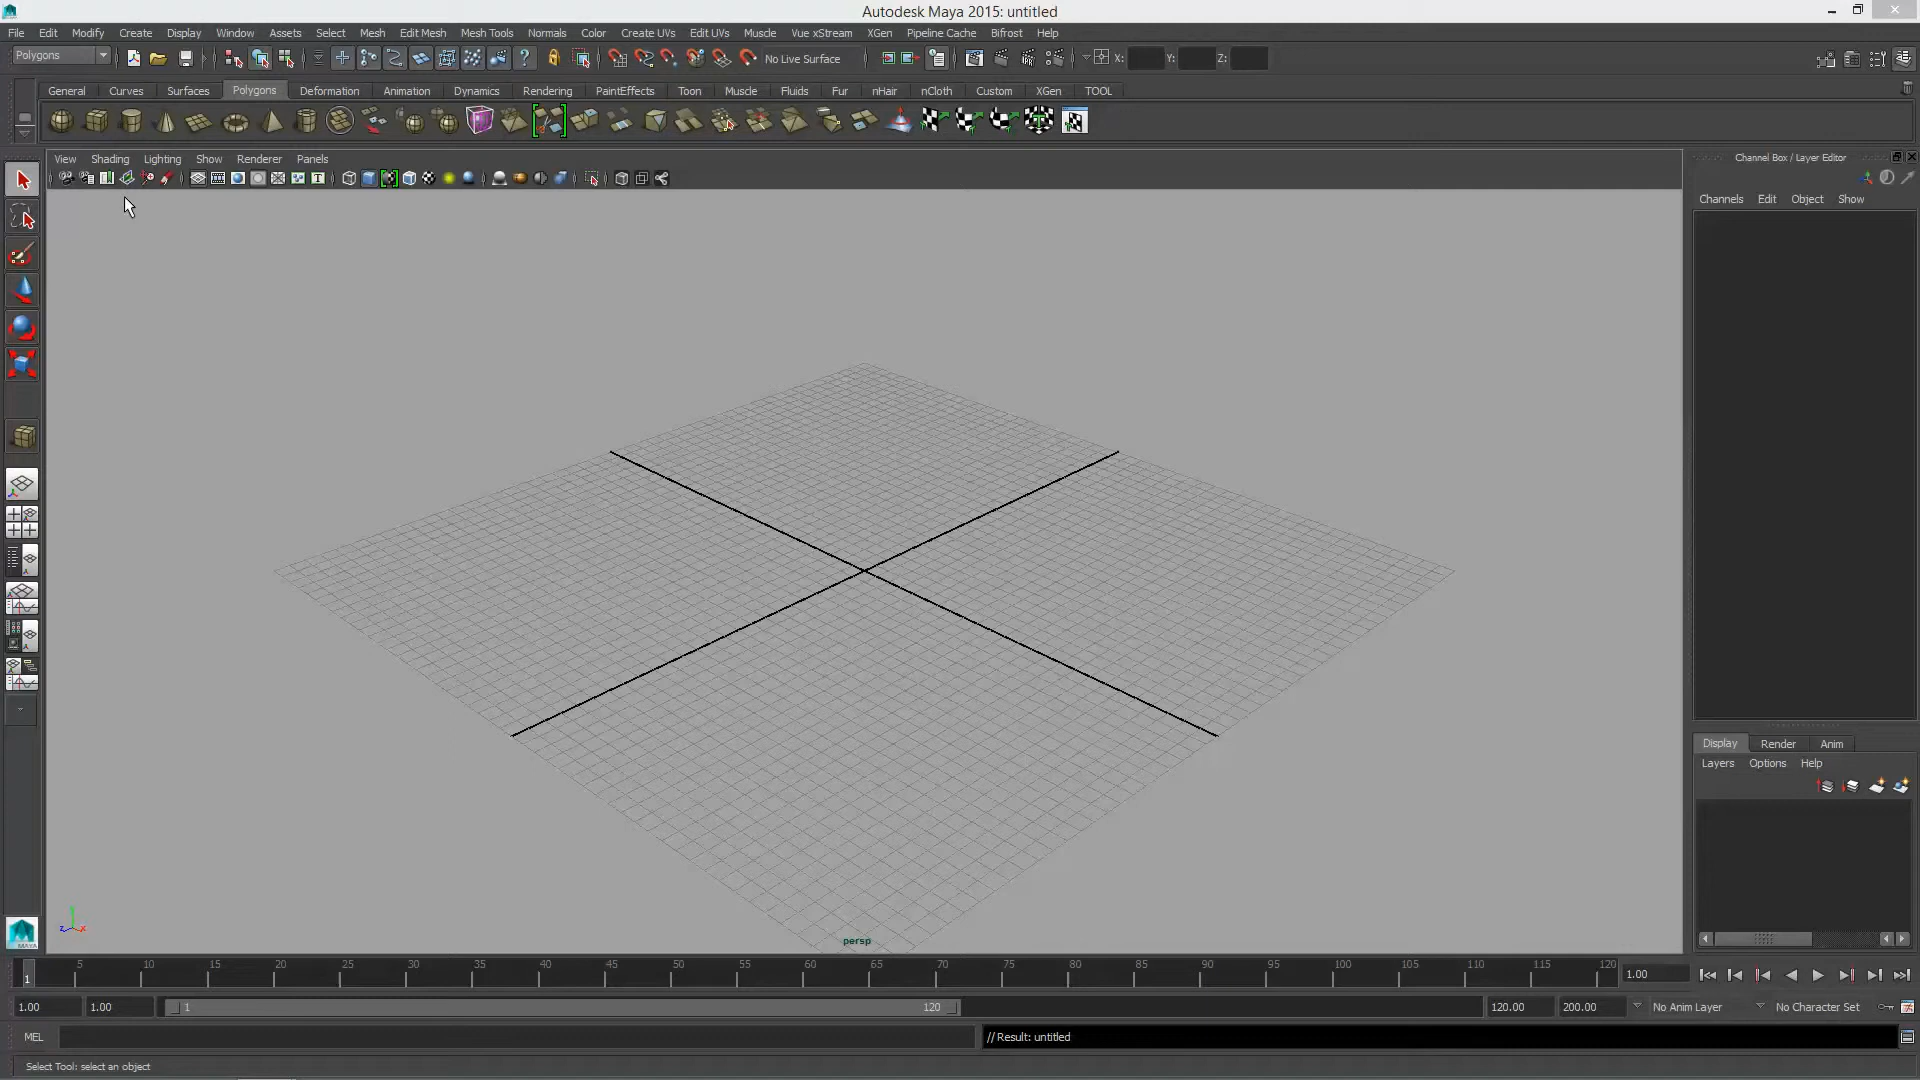 Autodesk Maya 2015: untitled
File Edit Modify Create Display Window Assets Select Mesh Edit Mesh Mesh Tools Normals Color Create UVs Edit UVs Muscle Vue xStream XGen Pipeline Cache Bifrost Help
Polygons No Live Surface X: Y: Z:
General Curves Surfaces Polygons Deformation Animation Dynamics Rendering PaintEffects Toon Muscle Fluids Fur nHair nCloth Custom XGen TOOL
View Shading Lighting Show Renderer Panels
Channel Box / Layer Editor
Channels Edit Object Show
Display Render Anim
Layers Options Help
persp
1 5 10 15 20 25 30 35 40 45 50 55 60 65 70 75 80 85 90 95 100 105 110 115 120 1.00
1.00 1.00 1 120 120.00 200.00 No Anim Layer No Character Set
MEL // Result: untitled
Select Tool: select an object